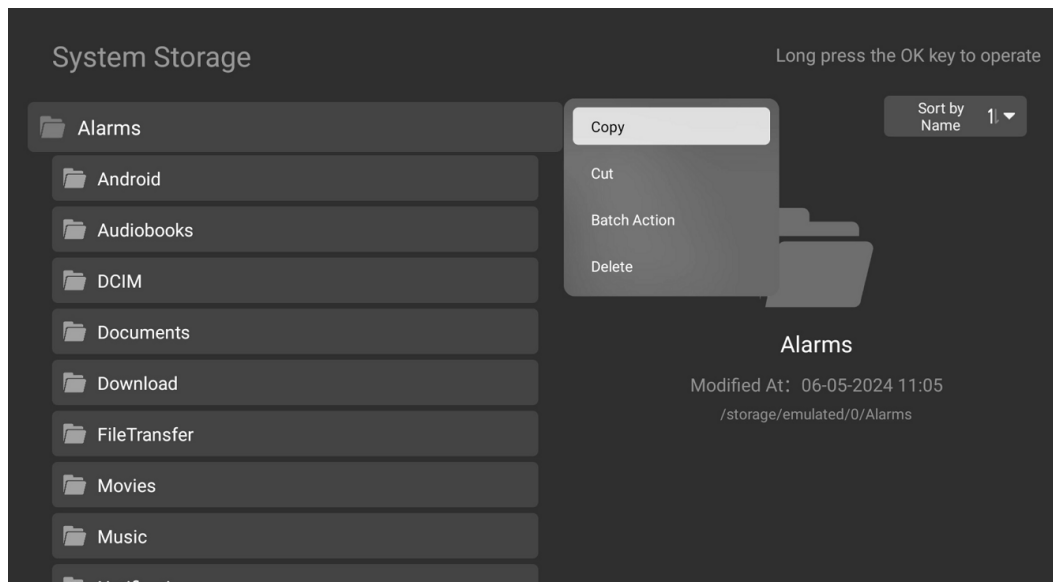 System Storage
Long press the OK key to operate
Sort by
Name
Alarms
Android
Audiobooks
DCIM
Documents
Download
FileTransfer
Movies
Music
Copy
Cut
Batch Action
Delete
Alarms
Modified At: 06-05-2024 11:05
/storage/emulated/0/Alarms